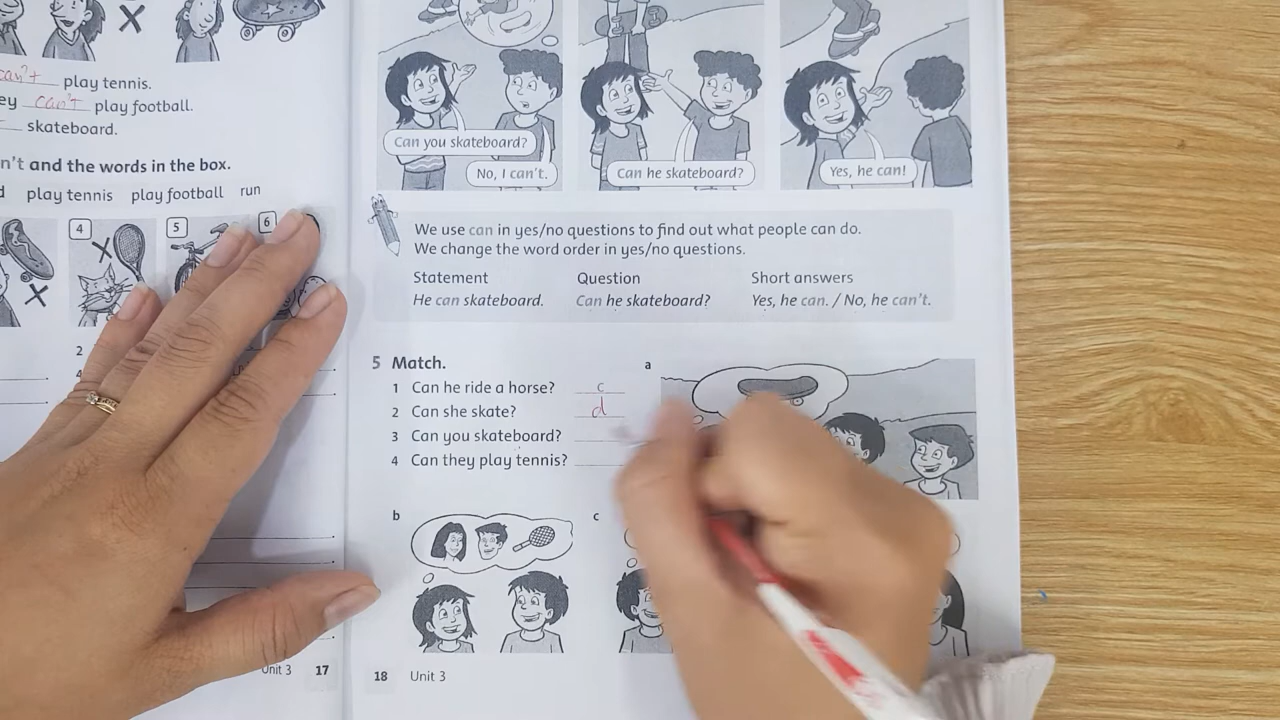 can't play tennis.
ey can't play football.
skateboard.
n't and the words in the box.
d play tennis play football run
4 5 6
2
Unit 3 17
Can you skateboard?
No, I can't.
Can he skateboard?
Yes, he can!
We use can in yes/no questions to find out what people can do.
We change the word order in yes/no questions.
Statement Question Short answers
He can skateboard. Can he skateboard? Yes, he can. / No, he can't.
5 Match.
1 Can he ride a horse? c
2 Can she skate? d
3 Can you skateboard?
4 Can they play tennis?
a
b c
18 Unit 3